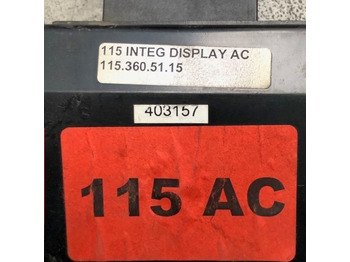 115 INTEG DISPLAY AC
115.360.51.15
403157
115 AC